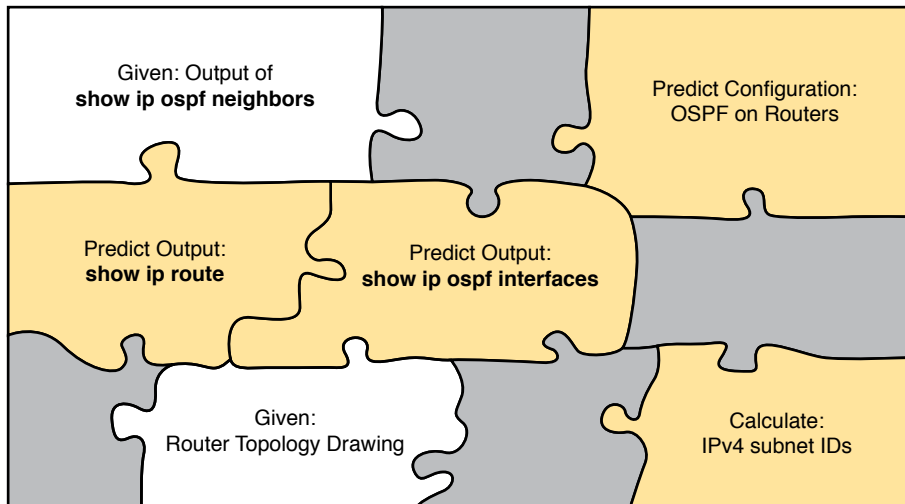 Given: Output of
show ip ospf neighbors
Predict Configuration:
OSPF on Routers
Predict Output:
show ip route
Predict Output:
show ip ospf interfaces
Given:
Router Topology Drawing
Calculate:
IPv4 subnet IDs